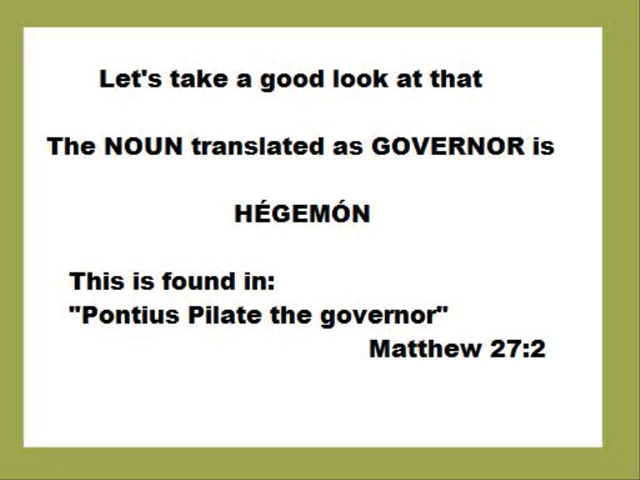 Let's take a good look at that
The NOUN translated as GOVERNOR is
HÉGEMÓN
This is found in:
"Pontius Pilate the governor"
Matthew 27:2